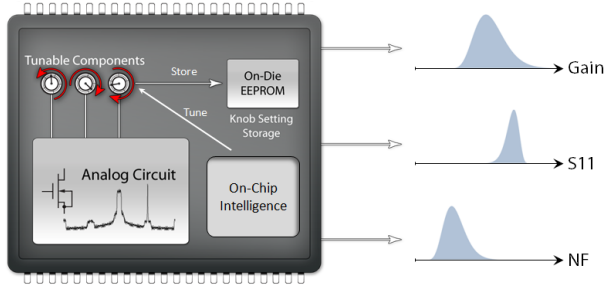 Tunable Components
Store
On-Die
EEPROM
Tune
Knob Setting
Storage
Analog Circuit
On-Chip
Intelligence
Gain
S11
NF